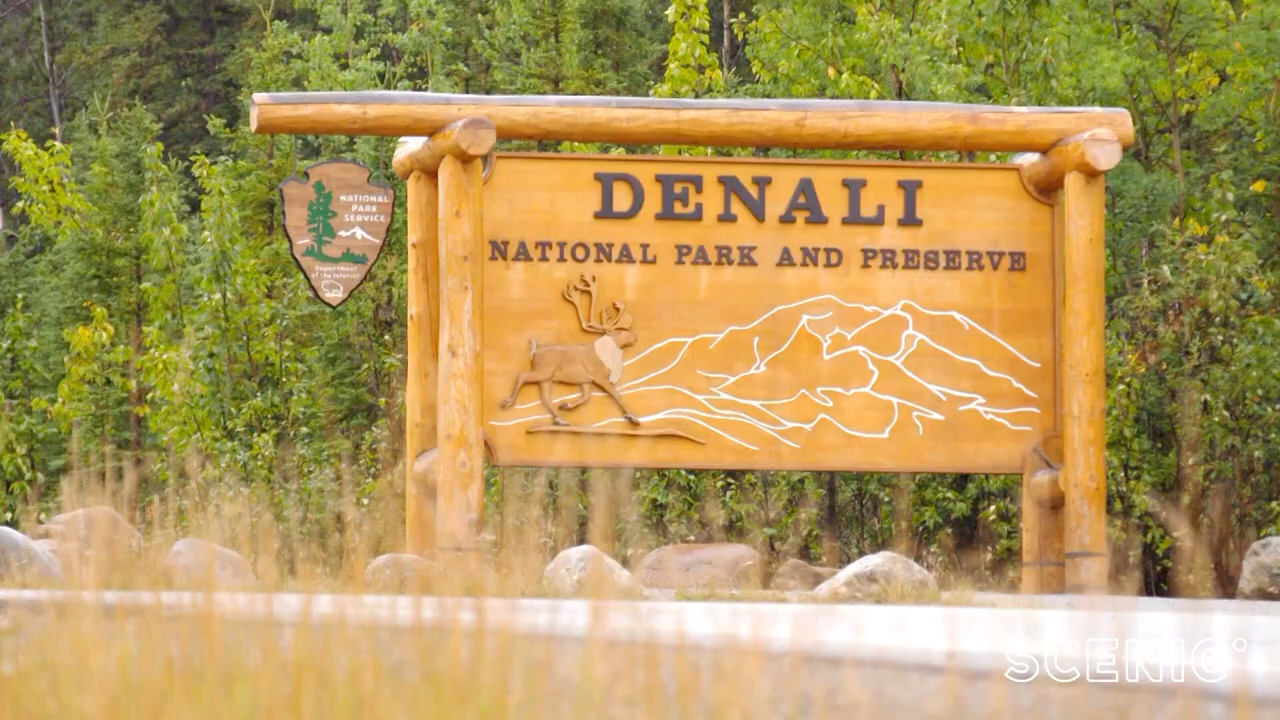 DENALI
NATIONAL PARK AND PRESERVE
NATIONAL
PARK
SERVICE
Department
of the Interior
SCENIC